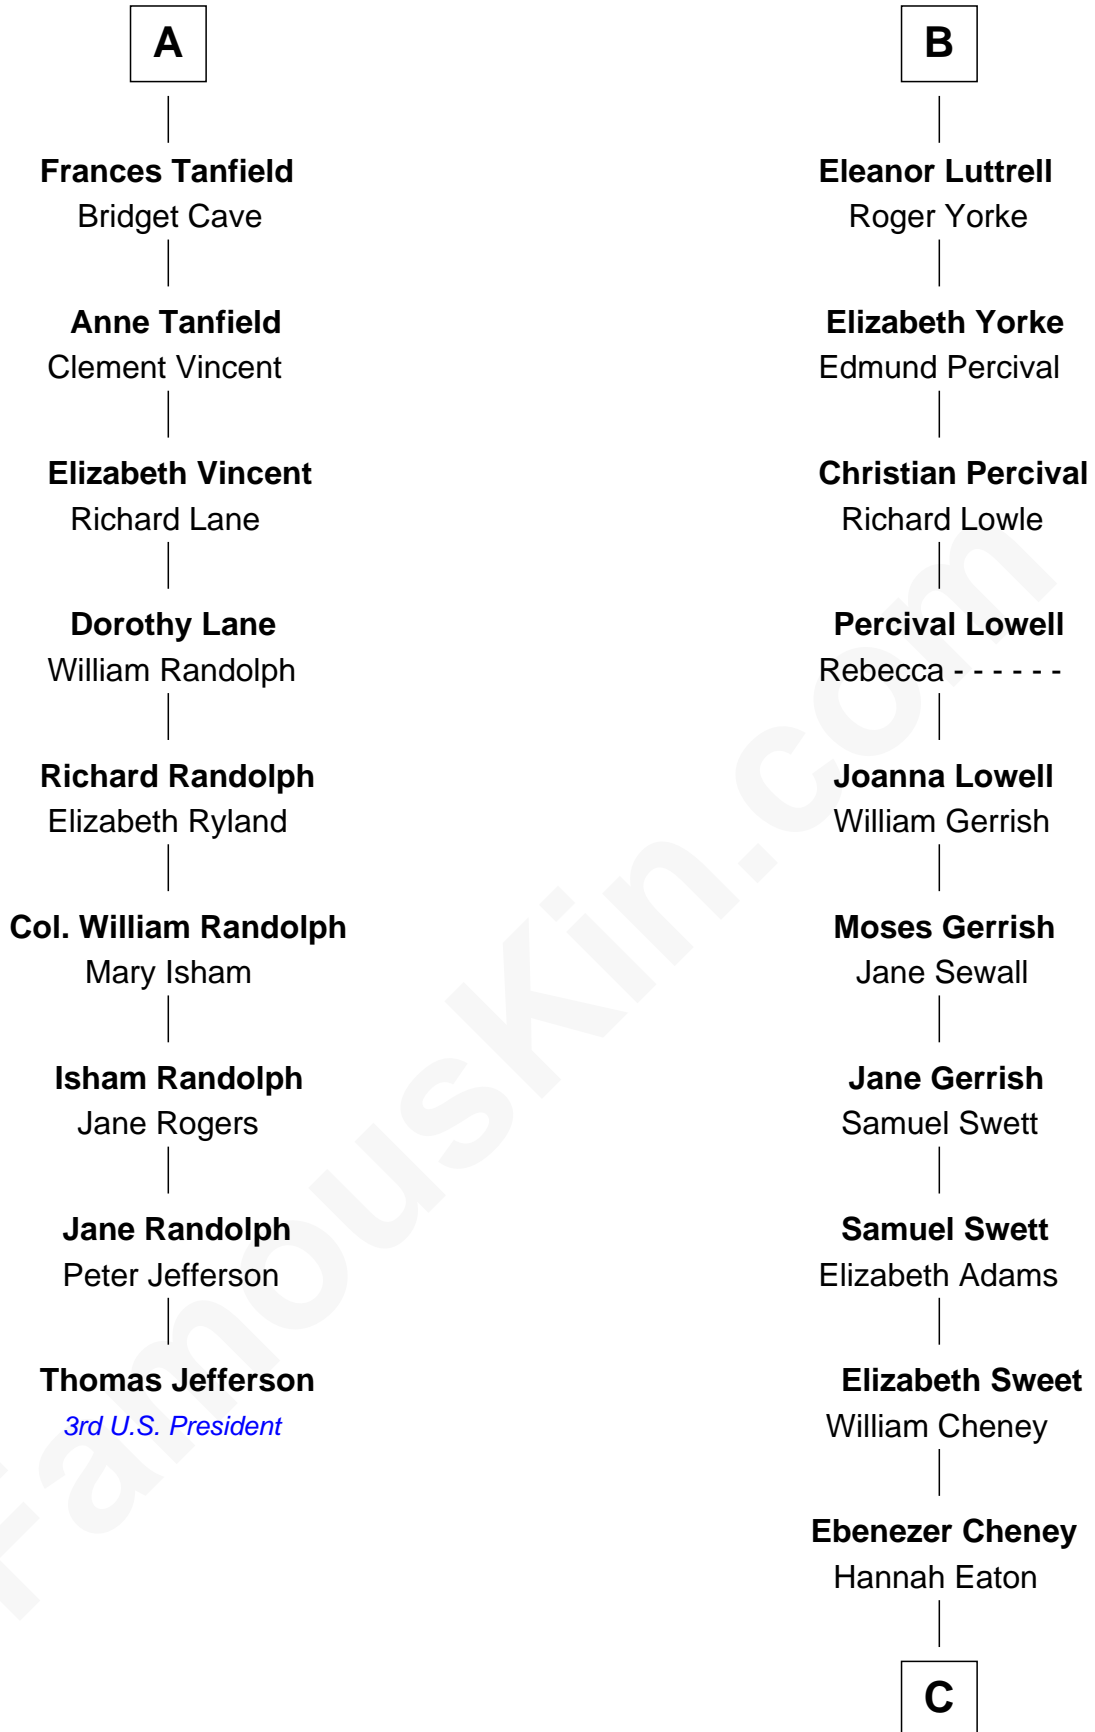 A
Frances Tanfield
Bridget Cave
Anne Tanfield
Clement Vincent
Elizabeth Vincent
Richard Lane
Dorothy Lane
William Randolph
Richard Randolph
Elizabeth Ryland
Col. William Randolph
Mary Isham
Isham Randolph
Jane Rogers
Jane Randolph
Peter Jefferson
Thomas Jefferson
3rd U.S. President
B
Eleanor Luttrell
Roger Yorke
Elizabeth Yorke
Edmund Percival
Christian Percival
Richard Lowle
Percival Lowell
Rebecca - - - - - -
Joanna Lowell
William Gerrish
Moses Gerrish
Jane Sewall
Jane Gerrish
Samuel Swett
Samuel Swett
Elizabeth Adams
Elizabeth Sweet
William Cheney
Ebenezer Cheney
Hannah Eaton
C
FamousKin.com